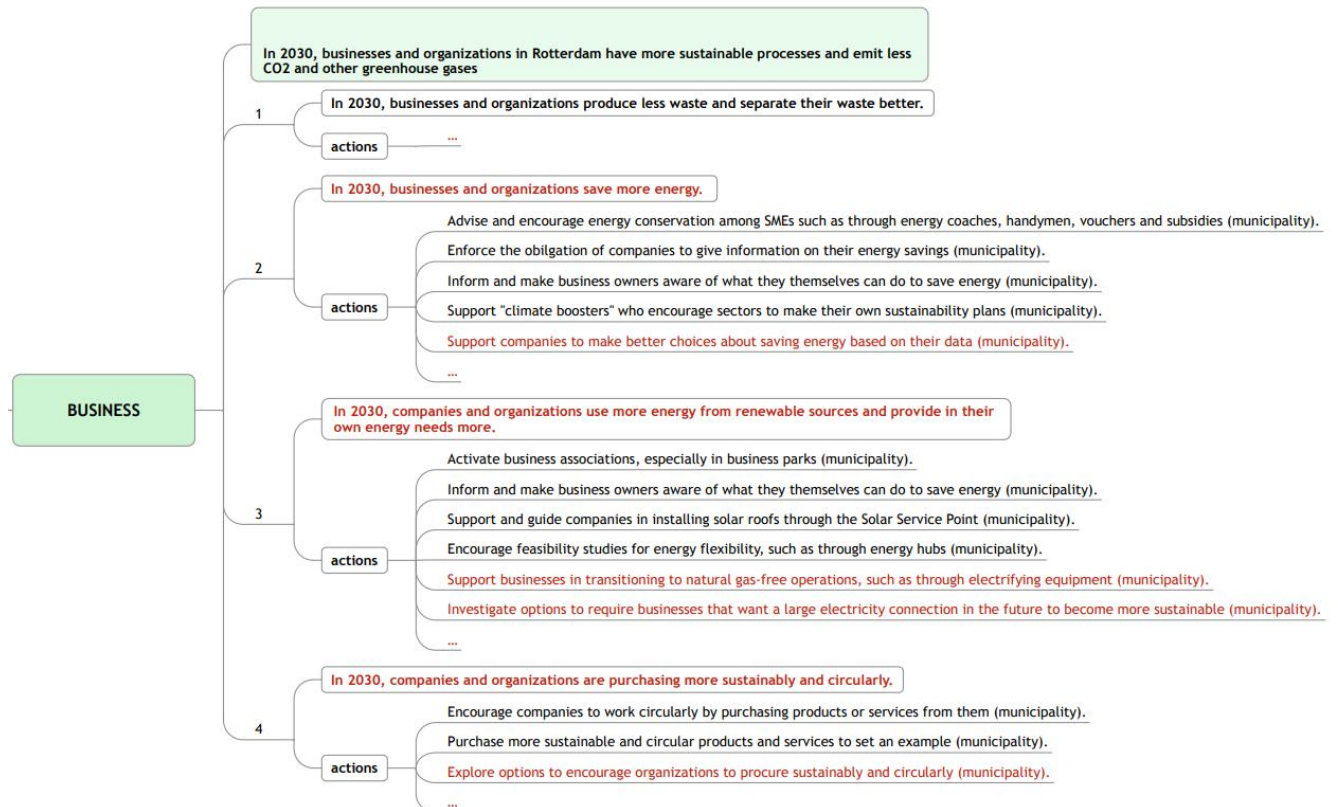 In 2030, businesses and organizations in Rotterdam have more sustainable processes and emit less
CO2 and other greenhouse gases
1
In 2030, businesses and organizations produce less waste and separate their waste better.
actions
...
2
In 2030, businesses and organizations save more energy.
actions
Advise and encourage energy conservation among SMEs such as through energy coaches, handymen, vouchers and subsidies (municipality).
Enforce the obilgation of companies to give information on their energy savings (municipality).
Inform and make business owners aware of what they themselves can do to save energy (municipality).
Support "climate boosters" who encourage sectors to make their own sustainability plans (municipality).
Support companies to make better choices about saving energy based on their data (municipality).
...
BUSINESS
3
In 2030, companies and organizations use more energy from renewable sources and provide in their
own energy needs more.
actions
Activate business associations, especially in business parks (municipality).
Inform and make business owners aware of what they themselves can do to save energy (municipality).
Support and guide companies in installing solar roofs through the Solar Service Point (municipality).
Encourage feasibility studies for energy flexibility, such as through energy hubs (municipality).
Support businesses in transitioning to natural gas-free operations, such as through electrifying equipment (municipality).
Investigate options to require businesses that want a large electricity connection in the future to become more sustainable (municipality).
...
4
In 2030, companies and organizations are purchasing more sustainably and circularly.
actions
Encourage companies to work circularly by purchasing products or services from them (municipality).
Purchase more sustainable and circular products and services to set an example (municipality).
Explore options to encourage organizations to procure sustainably and circularly (municipality).
...